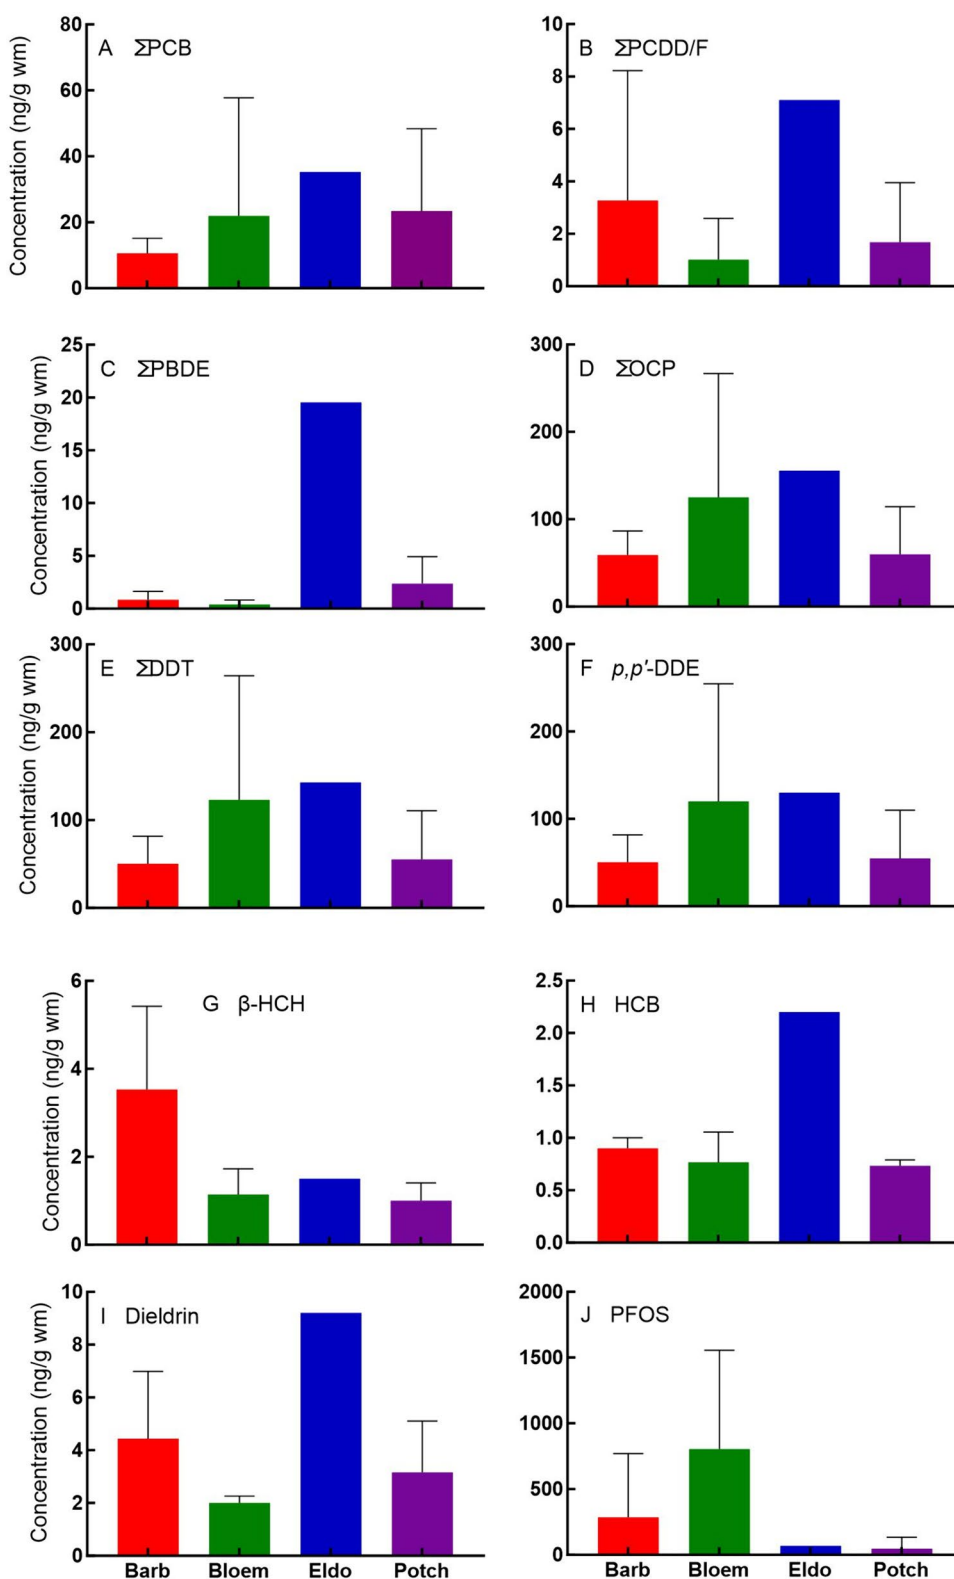 A ΣPCB
Concentration (ng/g wm)
80
60
40
20
0
B ΣPCDD/F
10
8
6
4
2
0
C ΣPBDE
Concentration (ng/g wm)
25
20
15
10
5
0
D ΣOCP
300
200
100
0
E ΣDDT
Concentration (ng/g wm)
300
200
100
0
F p,p'-DDE
300
200
100
0
G β-HCH
Concentration (ng/g wm)
6
4
2
0
H HCB
2.5
2.0
1.5
1.0
0.5
0.0
I Dieldrin
Concentration (ng/g wm)
10
8
6
4
2
0
Barb Bloem Eldo Potch
J PFOS
2000
1500
1000
500
0
Barb Bloem Eldo Potch